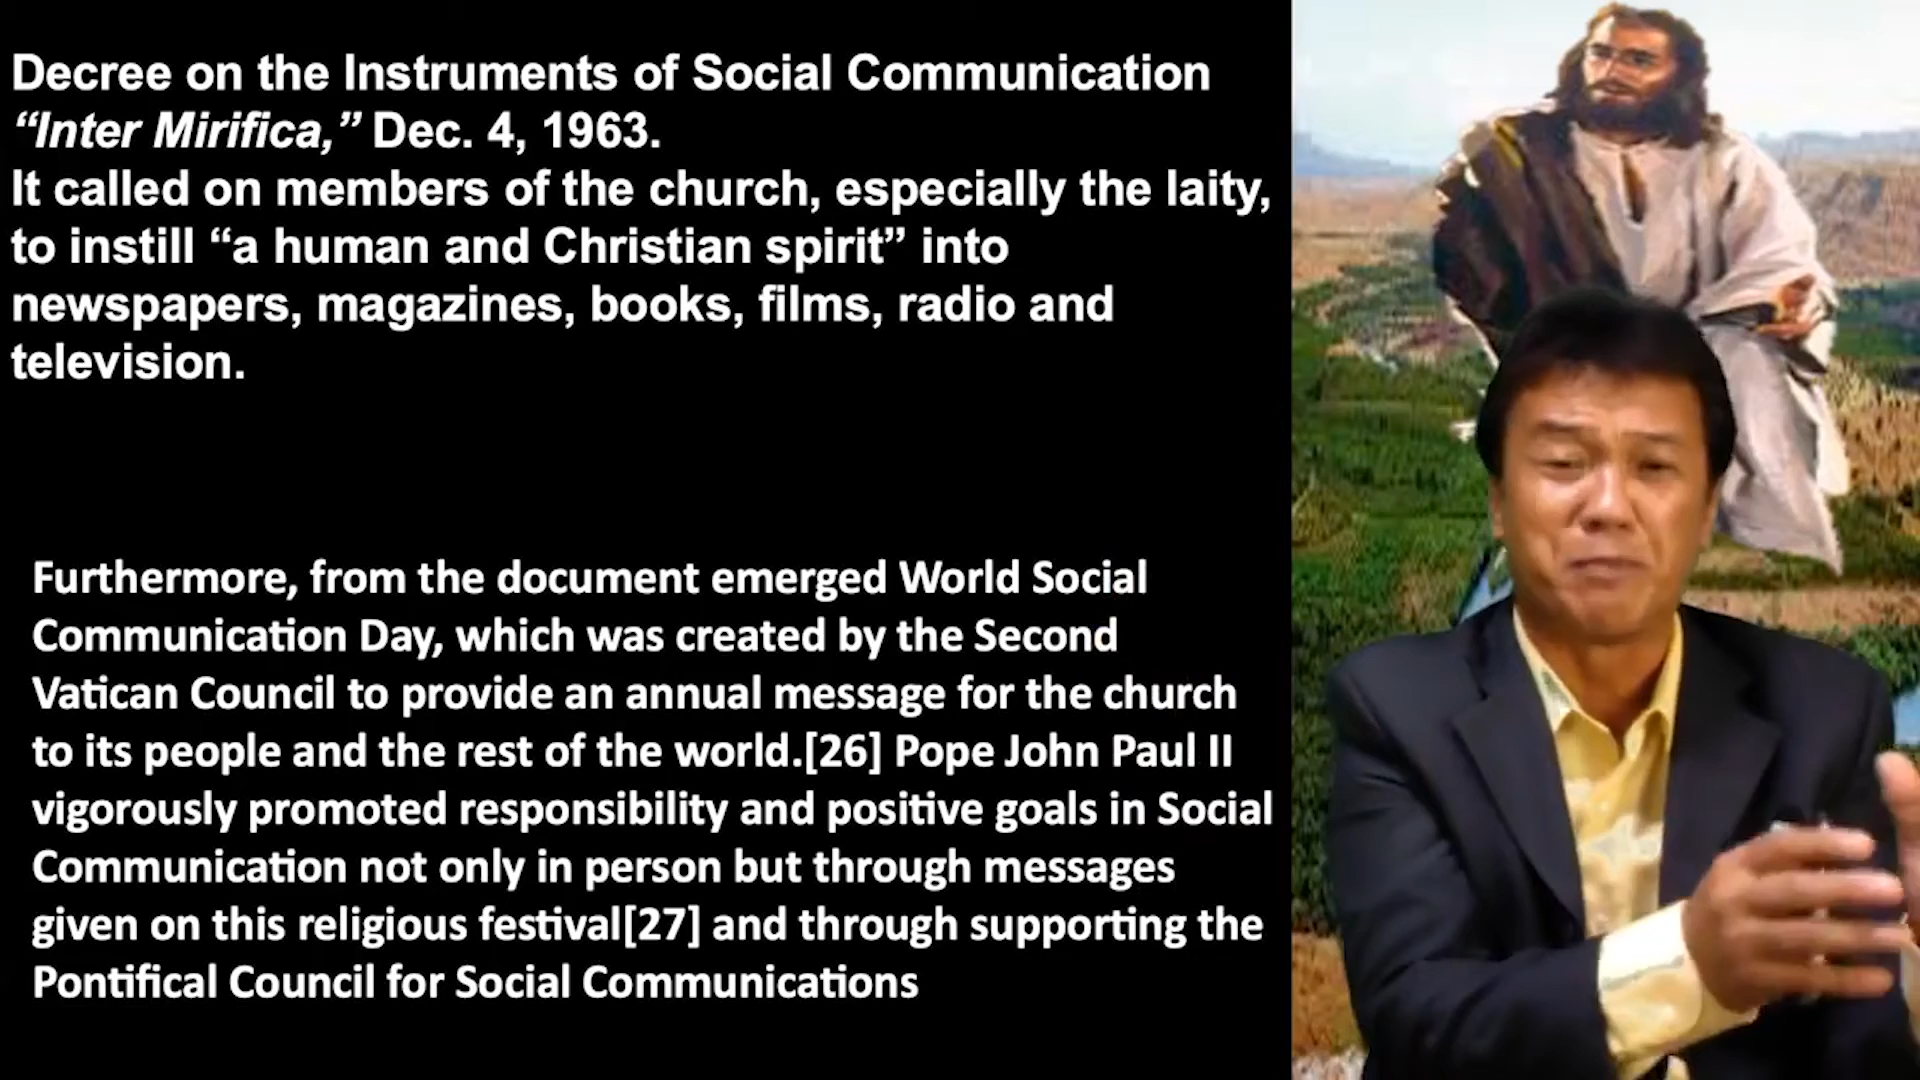 Decree on the Instruments of Social Communication
“Inter Mirifica,” Dec. 4, 1963.
It called on members of the church, especially the laity,
to instill “a human and Christian spirit” into
newspapers, magazines, books, films, radio and
television.
Furthermore, from the document emerged World Social
Communication Day, which was created by the Second
Vatican Council to provide an annual message for the church
to its people and the rest of the world.[26] Pope John Paul II
vigorously promoted responsibility and positive goals in Social
Communication not only in person but through messages
given on this religious festival[27] and through supporting the
Pontifical Council for Social Communications